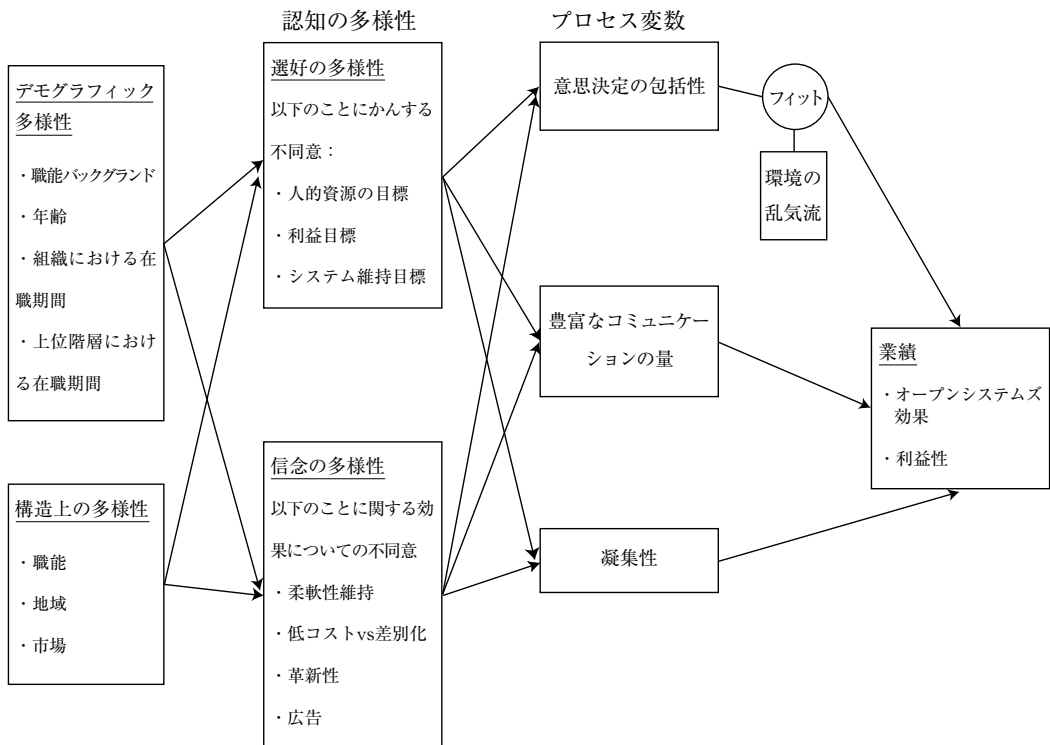 認知の多様性
プロセス変数
デモグラフィック
多様性
・職能バックグランド
・年齢
・組織における在
職期間
・上位階層におけ
る在職期間
構造上の多様性
・職能
・地域
・市場
選好の多様性
以下のことにかんする
不同意：
・人的資源の目標
・利益目標
・システム維持目標
信念の多様性
以下のことに関する効
果についての不同意
・柔軟性維持
・低コストvs差別化
・革新性
・広告
意思決定の包括性
フィット
環境の
乱気流
豊富なコミュニケー
ションの量
凝集性
業績
・オープンシステムズ
効果
・利益性